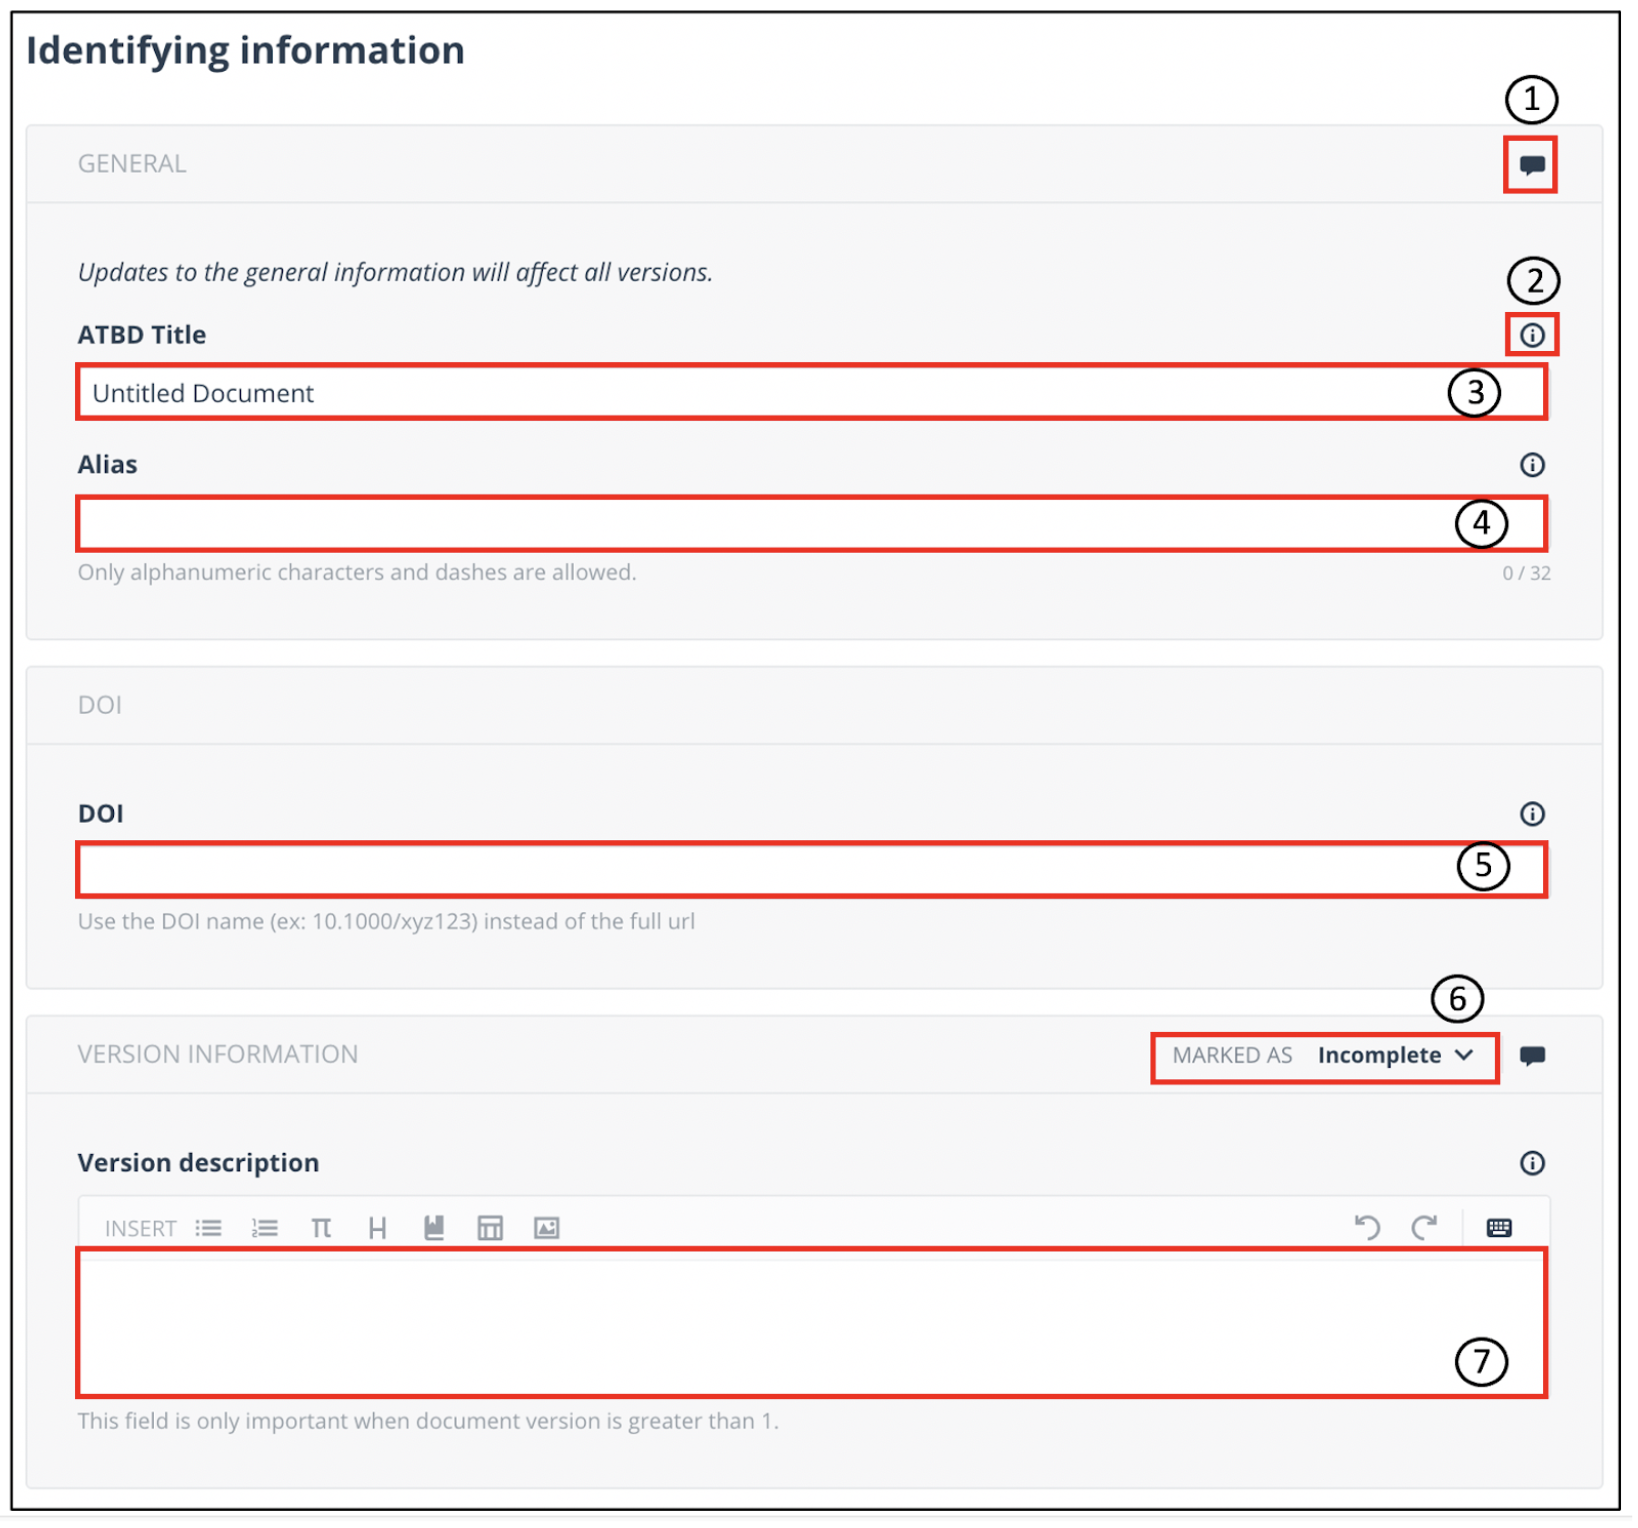 Identifying information
1
GENERAL
2
Updates to the general information will affect all versions.
ATBD Title
Untitled Document
3
Alias
4
Only alphanumeric characters and dashes are allowed.
0 / 32
DOI
DOI
5
Use the DOI name (ex: 10.1000/xyz123) instead of the full url
6
VERSION INFORMATION
MARKED AS Incomplete
Version description
INSERT
7
This field is only important when document version is greater than 1.